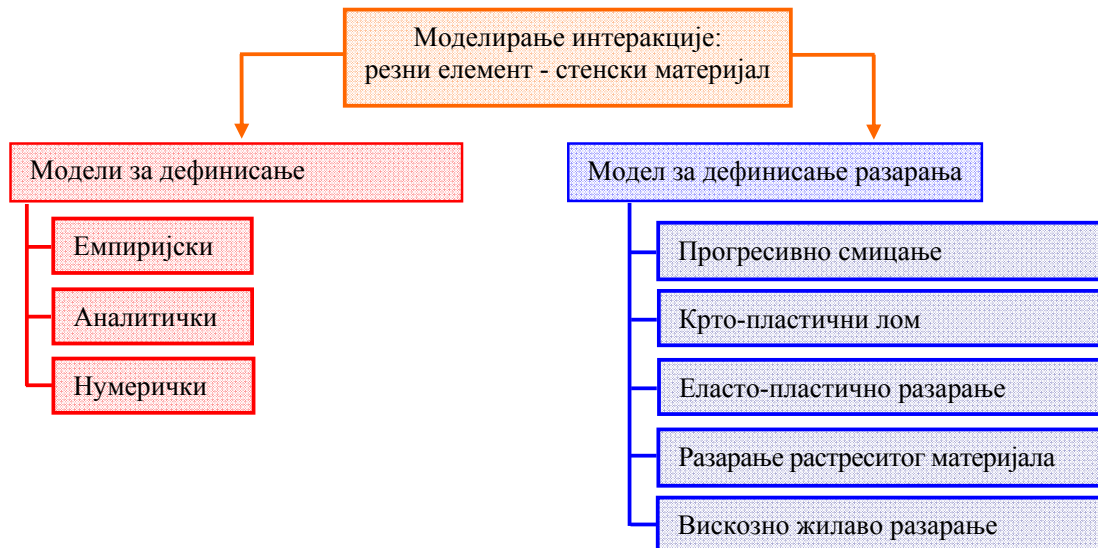 Моделирање интеракције:
резни елемент - стенски материјал
Модели за дефинисање
Емпиријски
Аналитички
Нумерички
Модел за дефинисање разарања
Прогресивно смицање
Крто-пластични лом
Еласто-пластично разарање
Разарање растреситог материјала
Вискозно жилаво разарање